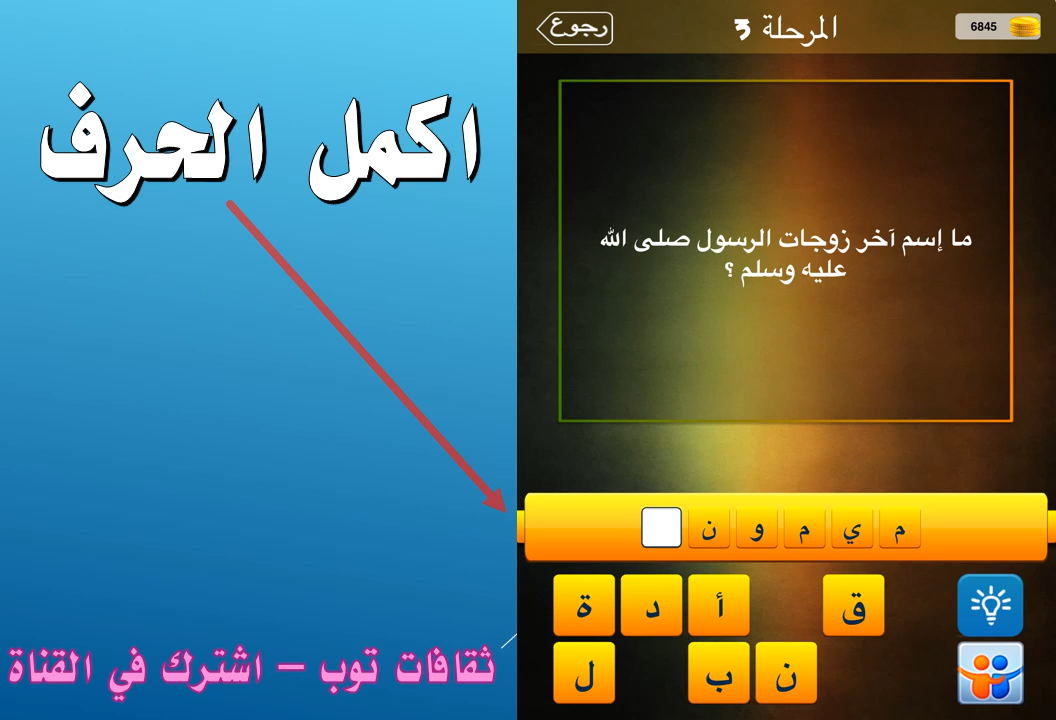 اكمل الحرف
ثقافات توب – اشترك في القناة
رجوع
المرحلة 3
6845
ما إسم آخر زوجات الرسول صلى الله
عليه وسلم ؟
م ي م و ن
ق أ د ة
ن ب ل